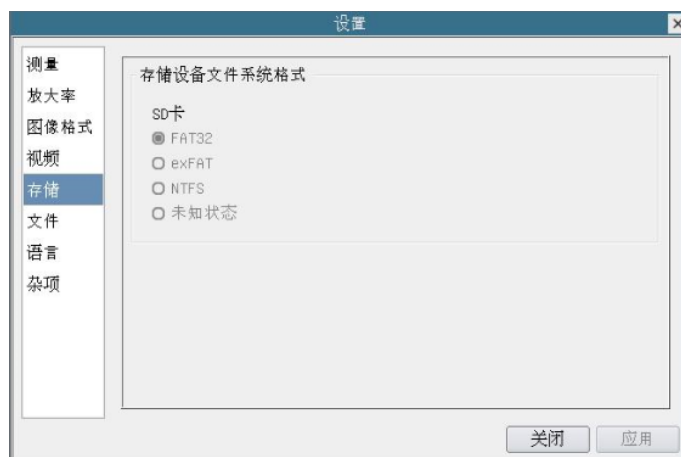 设置
测量
放大率
图像格式
视频
存储
文件
语言
杂项
存储设备文件系统格式
SD卡
FAT32
exFAT
NTFS
未知状态
关闭
应用